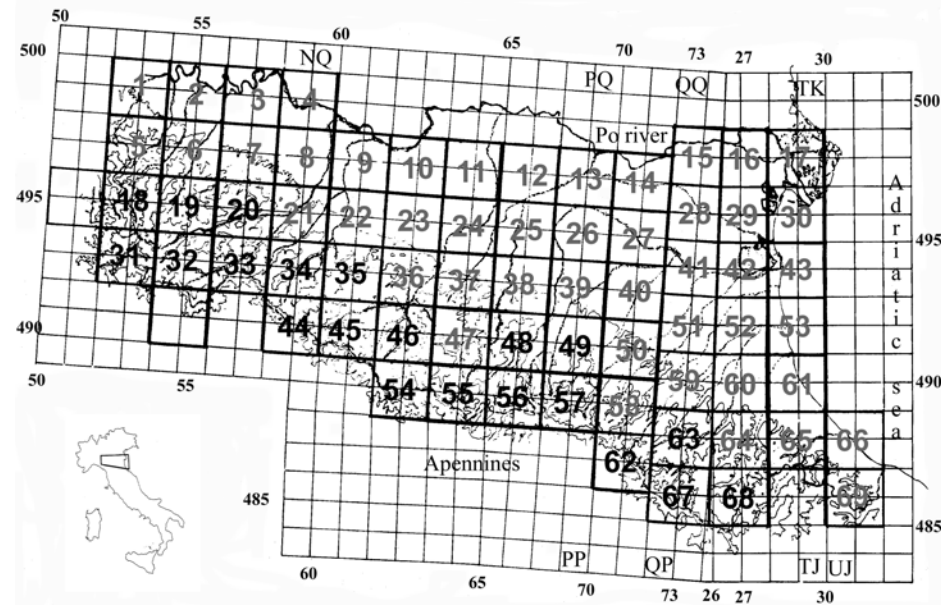 50 55 60 65 70 73 27 30
NQ PQ QQ TK
500 500
Po river
1 2 3 4
5 6 7 8 9 10 11 12 13 14 15 16 17
495 495
18 19 20 21 22 23 24 25 26 27 28 29 30
31 32 33 34 35 36 37 38 39 40 41 42 43
490 490
44 45 46 47 48 49 50 51 52 53
54 55 56 57 58 59 60 61
50 55
62 63 64 65 66
Apennines
67 68 69
485 485
Adriatic sea
PP QP TJ UJ
60 65 70 73 26 27 30